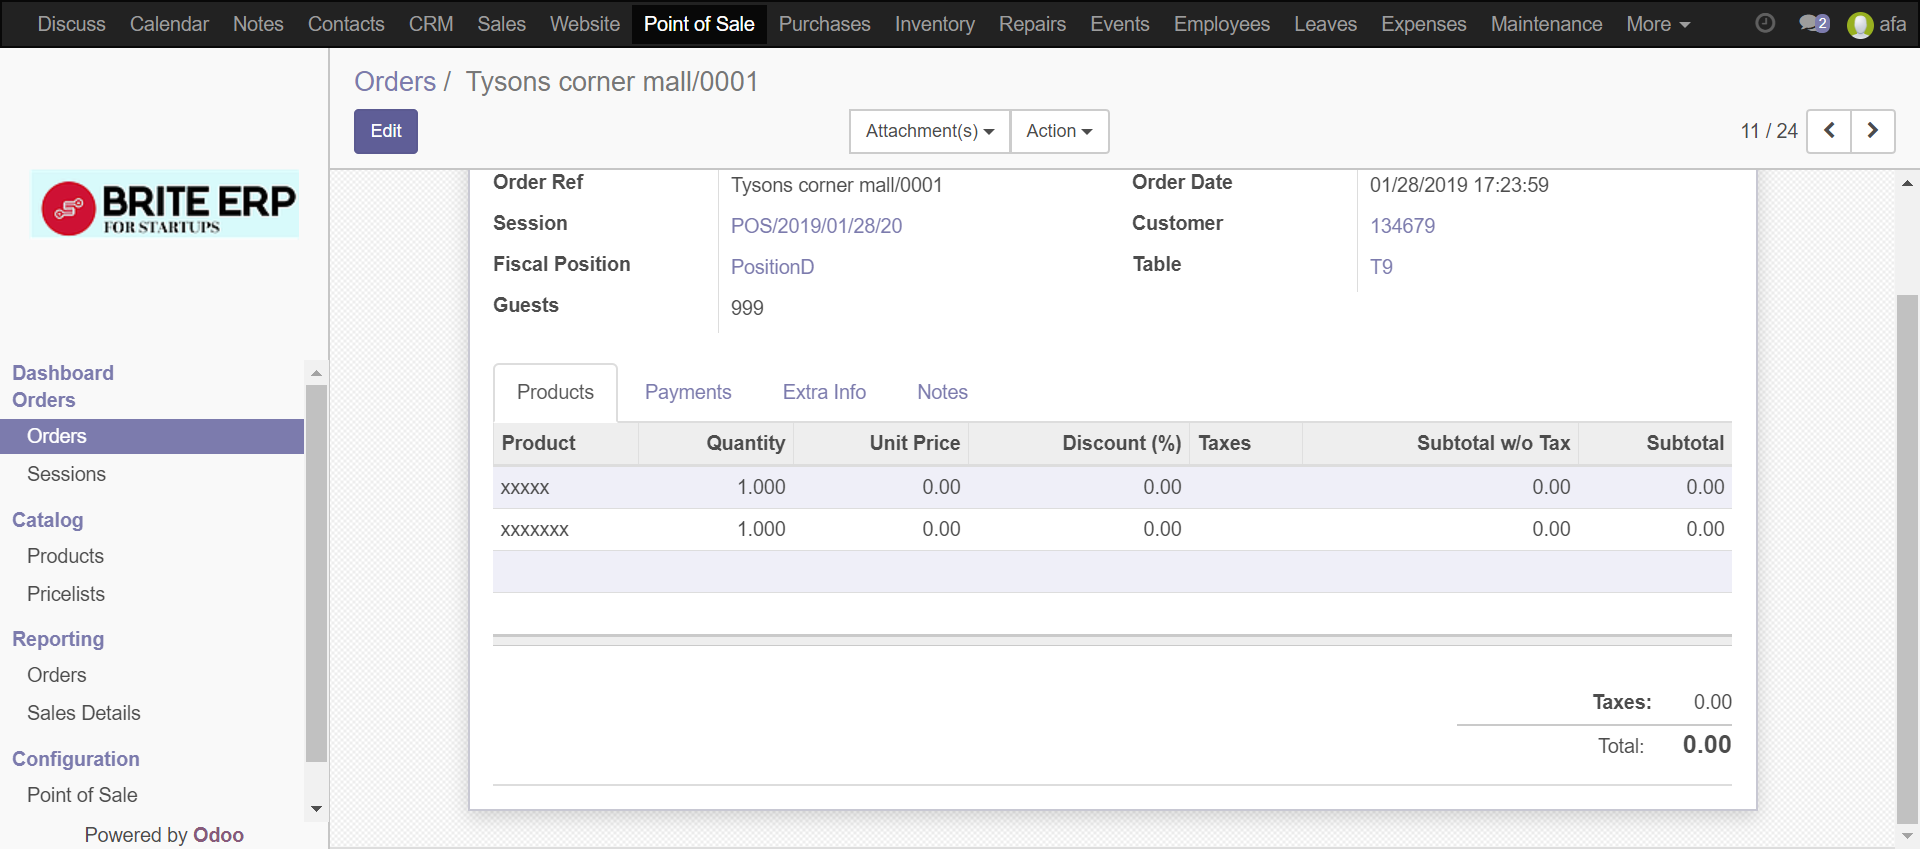 Discuss Calendar Notes Contacts CRM Sales Website Point of Sale Purchases Inventory Repairs Events Employees Leaves Expenses Maintenance More 2 afa
Orders / Tysons corner mall/0001
Edit Attachment(s) Action 11 / 24
BRITE ERP
FOR STARTUPS
Dashboard
Orders
Orders
Sessions
Catalog
Products
Pricelists
Reporting
Orders
Sales Details
Configuration
Point of Sale
Powered by Odoo
Order Ref Tysons corner mall/0001 Order Date 01/28/2019 17:23:59
Session POS/2019/01/28/20 Customer 134679
Fiscal Position PositionD Table T9
Guests 999
Products Payments Extra Info Notes
Product Quantity Unit Price Discount (%) Taxes Subtotal w/o Tax Subtotal
xxxxx 1.000 0.00 0.00 0.00 0.00
xxxxxxx 1.000 0.00 0.00 0.00 0.00
Taxes: 0.00
Total: 0.00